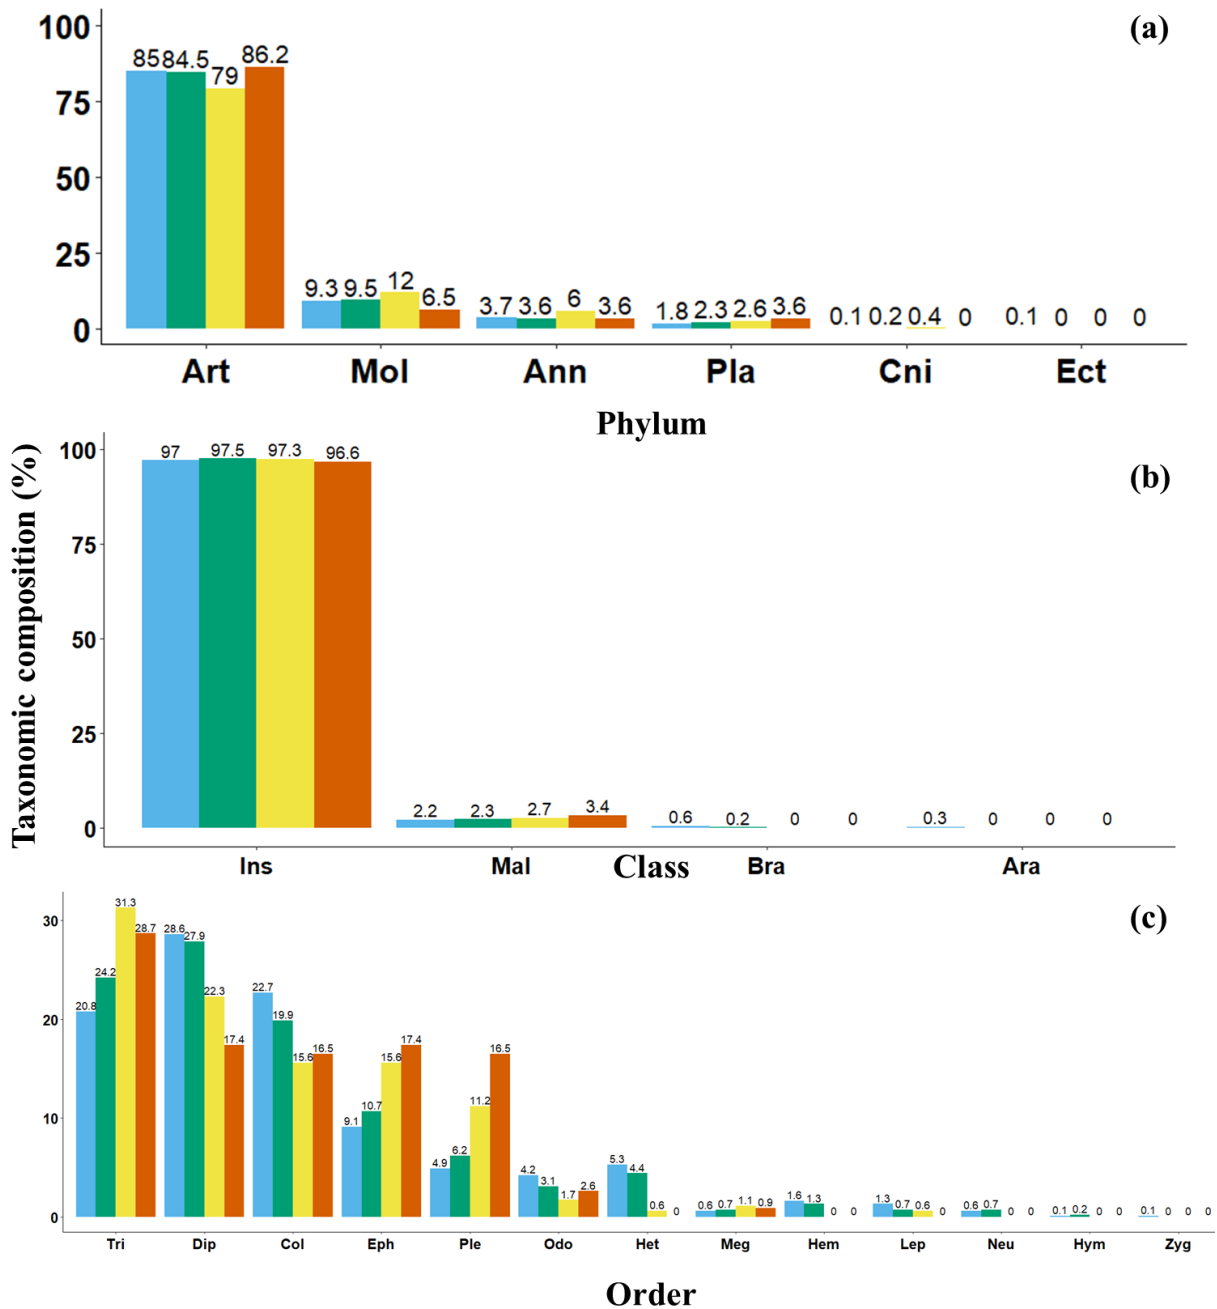 (a)
100
75
50
25
0
85 84.5 79 86.2
9.3 9.5 12 6.5
3.7 3.6 6 3.6
1.8 2.3 2.6 3.6
0.1 0.2 0.4 0
0.1 0 0 0
Art Mol Ann Pla Cni Ect
Phylum
Taxonomic composition (%)
(b)
100
75
50
25
0
97 97.5 97.3 96.6
2.2 2.3 2.7 3.4
0.6 0.2 0 0
0.3 0 0 0
Ins Mal Bra Ara
Class
(c)
30
20
10
0
20.8 24.2 31.3 28.7
28.6 27.9 22.3 17.4
22.7 19.9 15.6 16.5
9.1 10.7 15.6 17.4
4.9 6.2 11.2 16.5
4.2 3.1 1.7 2.6
5.3 4.4 0.6 0
0.6 0.7 1.1 0.9
1.6 1.3 0 0
1.3 0.7 0.6 0
0.6 0.7 0 0
0.1 0.2 0 0
0.1 0 0 0
Tri Dip Col Eph Ple Odo Het Meg Hem Lep Neu Hym Zyg
Order